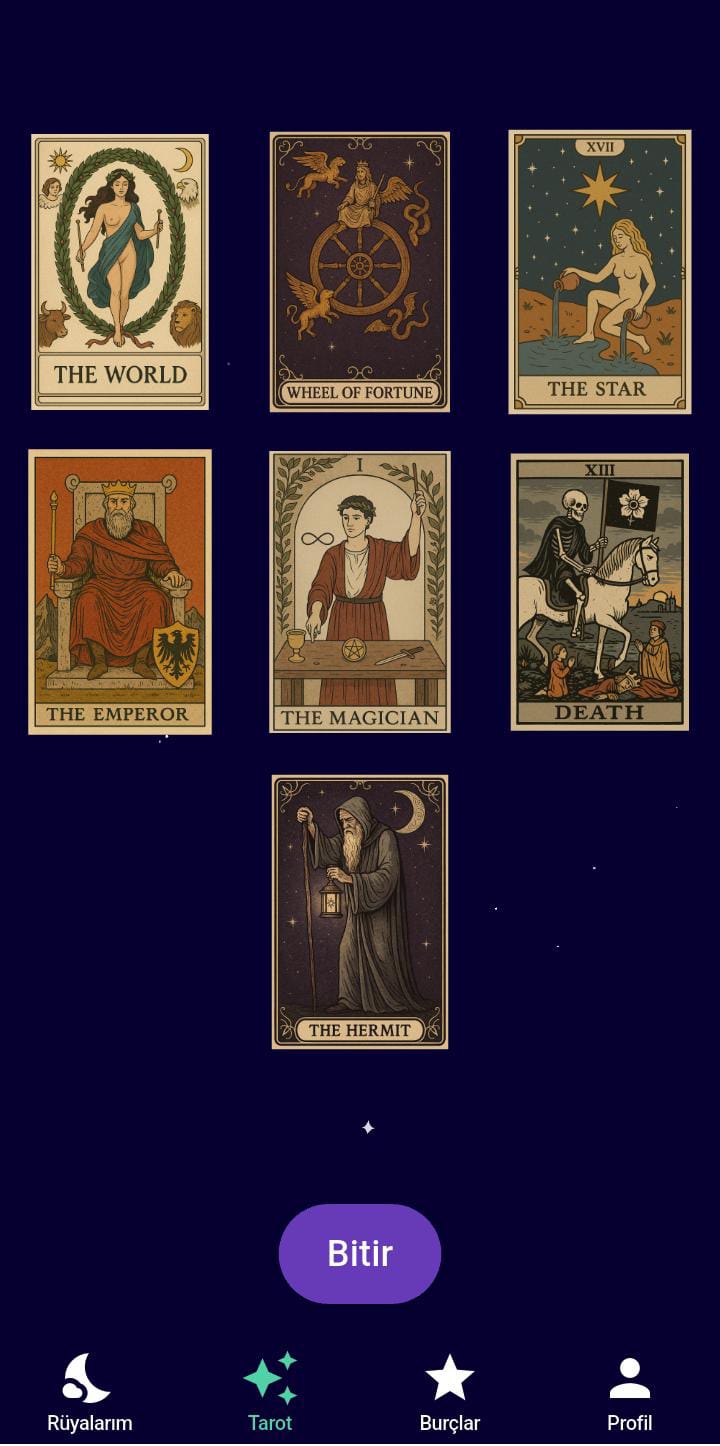 THE WORLD
WHEEL OF FORTUNE
XVII
THE STAR
THE EMPEROR
I
THE MAGICIAN
XIII
DEATH
THE HERMIT
Bitir
Rüyalarım
Tarot
Burçlar
Profil